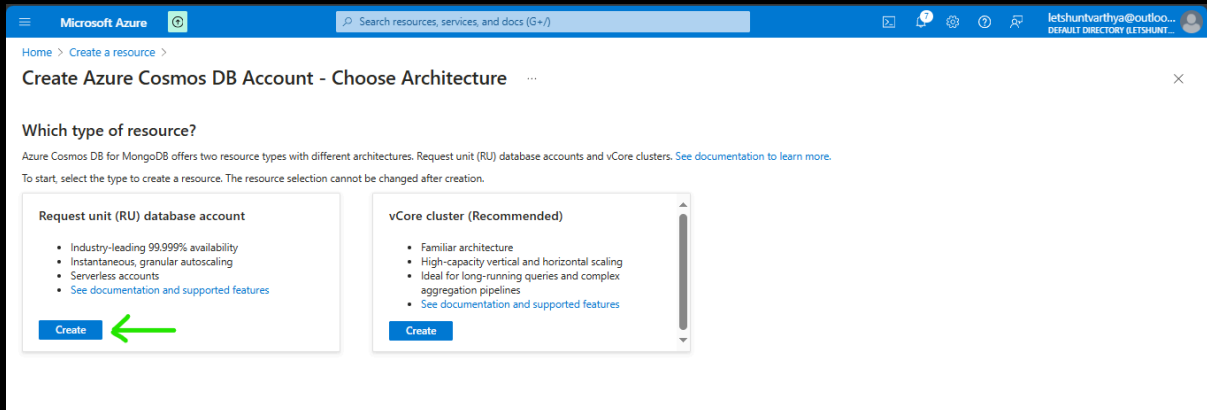 Microsoft Azure
Search resources, services, and docs (G+/)
7
letshuntvarthya@outloo...
DEFAULT DIRECTORY (LETSHUNT...
Home > Create a resource >
Create Azure Cosmos DB Account - Choose Architecture ...
Which type of resource?
Azure Cosmos DB for MongoDB offers two resource types with different architectures. Request unit (RU) database accounts and vCore clusters. See documentation to learn more.
To start, select the type to create a resource. The resource selection cannot be changed after creation.
Request unit (RU) database account
• Industry-leading 99.999% availability
• Instantaneous, granular autoscaling
• Serverless accounts
• See documentation and supported features
Create
vCore cluster (Recommended)
• Familiar architecture
• High-capacity vertical and horizontal scaling
• Ideal for long-running queries and complex
aggregation pipelines
• See documentation and supported features
Create